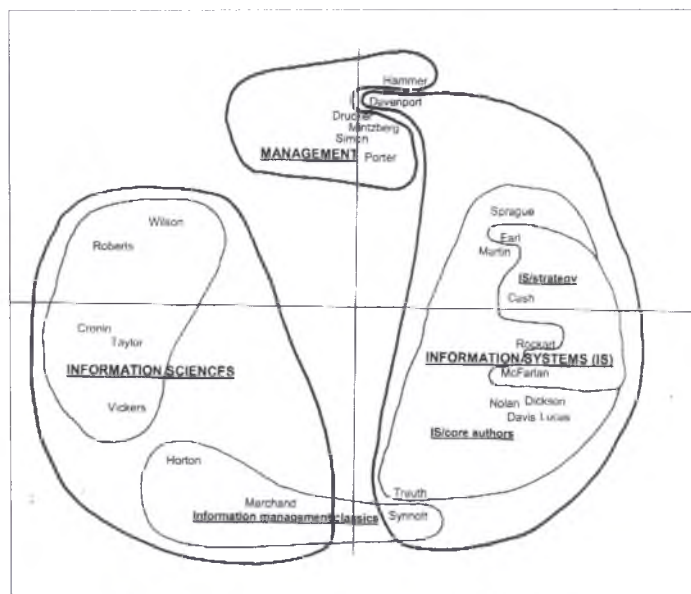 Hammer
Davenport
Drucker
Mintzberg
Simon
MANAGEMENT
Porter
Sprague
Wilson
Earl
Roberts
Martin
IS/strategy
Cash
Cronin
Taylor
Rockart
INFORMATION SYSTEMS (IS)
INFORMATION SCIENCES
McFarlan
Vickers
Nolan Dickson
Davis Lucas
IS/core authors
Horton
Trauth
Marchand
Information management/classics
Synnott